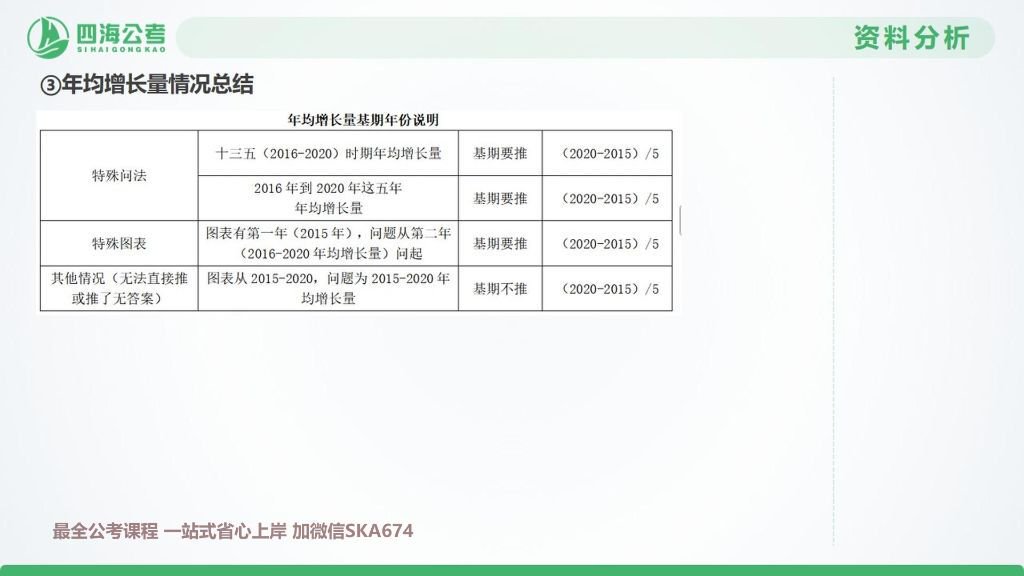 四海公考
SIHAIGONGKAO
资料分析
③年均增长量情况总结
年均增长量基期年份说明
特殊问法
十三五（2016-2020）时期年均增长量
基期要推
（2020-2015）/5
2016 年到 2020 年这五年
年均增长量
基期要推
（2020-2015）/5
特殊图表
图表有第一年（2015 年），问题从第二年
（2016-2020 年均增长量）问起
基期要推
（2020-2015）/5
其他情况（无法直接推
或推了无答案）
图表从 2015-2020，问题为 2015-2020 年
均增长量
基期不推
（2020-2015）/5
最全公考课程 一站式省心上岸 加微信SKA674